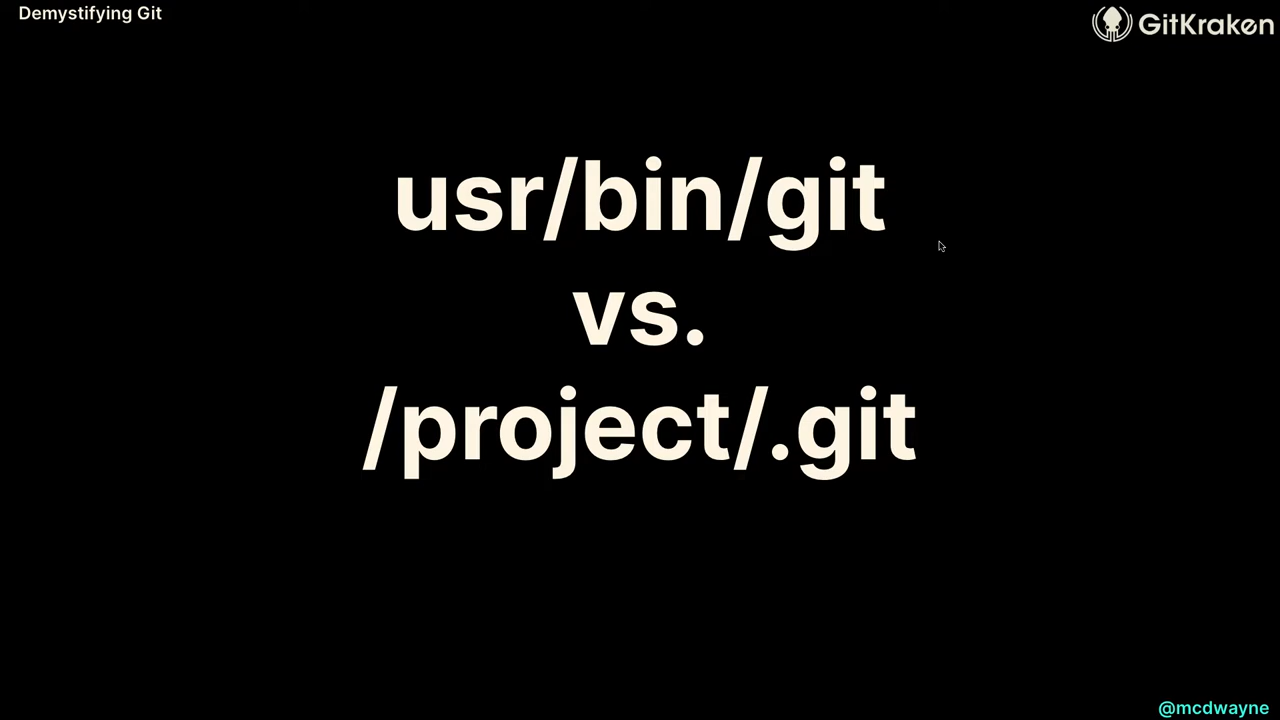 Demystifying Git
GitKraken
usr/bin/git
vs.
/project/.git
@mcdwayne